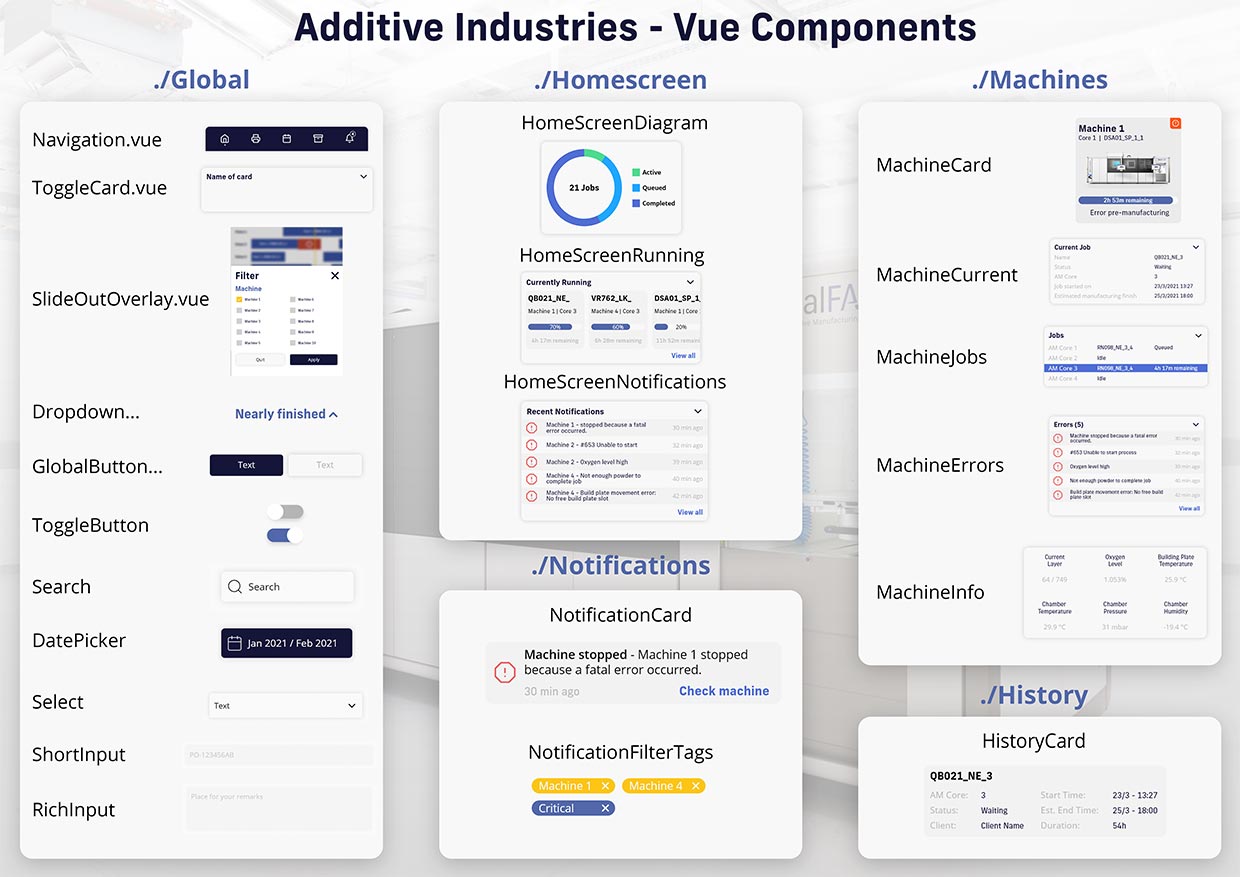 Additive Industries - Vue Components
./Global
Navigation.vue
ToggleCard.vue
Name of card
SlideOutOverlay.vue
Filter
Machine
Machine 1
Machine 6
Machine 2
Machine 7
Machine 3
Machine 8
Machine 4
Machine 9
Machine 5
Machine 10
Quit
Apply
Dropdown...
Nearly finished
GlobalButton...
Text
Text
ToggleButton
Search
Search
DatePicker
Jan 2021 / Feb 2021
Select
Text
ShortInput
PO-123456AB
RichInput
Place for your remarks
./Homescreen
HomeScreenDiagram
21 Jobs
Active
Queued
Completed
HomeScreenRunning
Currently Running
QB021_NE_ VR762_LK_ DSA01_SP_1
Machine 1 | Core 3 Machine 4 | Core 3 Machine 1 | Core
70% 60% 20%
4h 17m remaining 6h 28m remaining 11h 52m remain
View all
HomeScreenNotifications
Recent Notifications
Machine 1 - stopped because a fatal
error occurred.
30 min ago
Machine 2 - #653 Unable to start
32 min ago
Machine 2 - Oxygen level high
39 min ago
Machine 4 - Not enough powder to
complete job
40 min ago
Machine 4 - Build plate movement error:
No free build plate slot
42 min ago
View all
./Notifications
NotificationCard
Machine stopped - Machine 1 stopped
because a fatal error occurred.
30 min ago
Check machine
NotificationFilterTags
Machine 1 ✕
Machine 4 ✕
Critical ✕
./Machines
MachineCard
Machine 1
Core 1 | DSA01_SP_1_1
2h 53m remaining
Error pre-manufacturing
MachineCurrent
Current Job
Name QB021_NE_3
Status Waiting
AM Core 3
Job started on 23/3/2021 13:27
Estimated manufacturing finish 25/3/2021 18:00
MachineJobs
Jobs
AM Core 1 RN098_NE_3_4 Queued
AM Core 2 Idle
AM Core 3 RN098_NE_3_4 4h 17m remaining
AM Core 4 Idle
MachineErrors
Errors (5)
Machine stopped because a fatal error
occurred.
30 min ago
#653 Unable to start process
32 min ago
Oxygen level high
39 min ago
Not enough powder to complete job
40 min ago
Build plate movement error: No free build
plate slot
42 min ago
View all
MachineInfo
Current
Layer
64 / 749
Oxygen
Level
1.053%
Building Plate
Temperature
25.9 °C
Chamber
Temperature
29.9 °C
Chamber
Pressure
31 mbar
Chamber
Humidity
-19.4 °C
./History
HistoryCard
QB021_NE_3
AM Core: 3 Start Time: 23/3 - 13:27
Status: Waiting Est. End Time: 25/3 - 18:00
Client: Client Name Duration: 54h